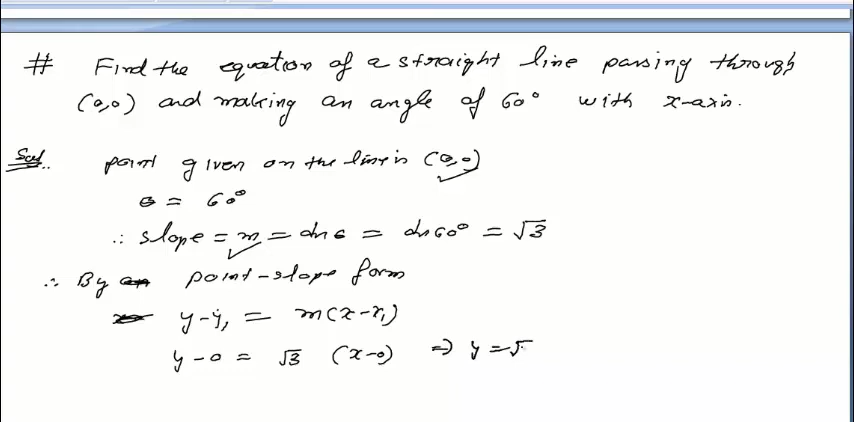 # Find the equation of a straight line passing through
(0,0) and making an angle of 60° with x-axis.
Sol. point given on the line is (0,0)
θ = 60°
∴ slope = m = tan θ = tan 60° = √3
∴ By point-slope form
y - y₁ = m(x - x₁)
y - 0 = √3 (x - 0) ⇒ y = √